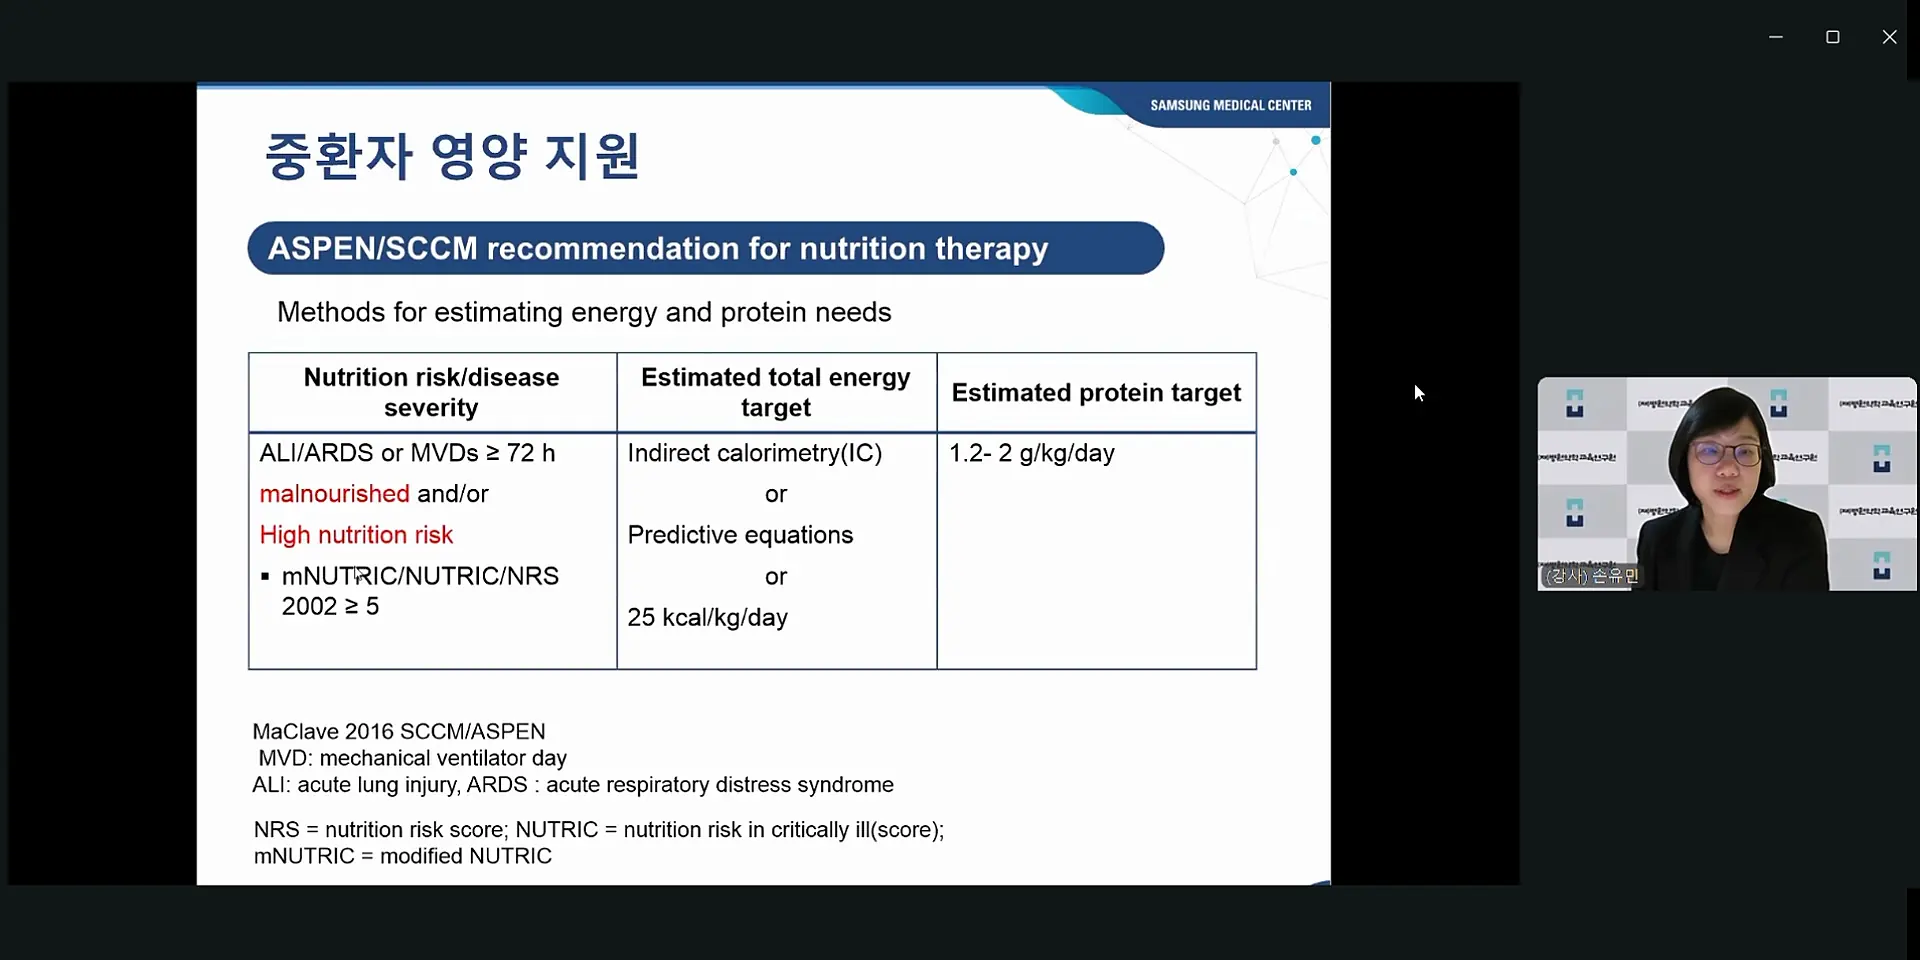 SAMSUNG MEDICAL CENTER
중환자 영양 지원
ASPEN/SCCM recommendation for nutrition therapy
Methods for estimating energy and protein needs
Nutrition risk/disease
severity
Estimated total energy
target
Estimated protein target
ALI/ARDS or MVDs ≥ 72 h
malnourished and/or
High nutrition risk
▪ mNUTRIC/NUTRIC/NRS
2002 ≥ 5
Indirect calorimetry(IC)
or
Predictive equations
or
25 kcal/kg/day
1.2- 2 g/kg/day
MaClave 2016 SCCM/ASPEN
MVD: mechanical ventilator day
ALI: acute lung injury, ARDS : acute respiratory distress syndrome
NRS = nutrition risk score; NUTRIC = nutrition risk in critically ill(score);
mNUTRIC = modified NUTRIC
(강사) 손유민